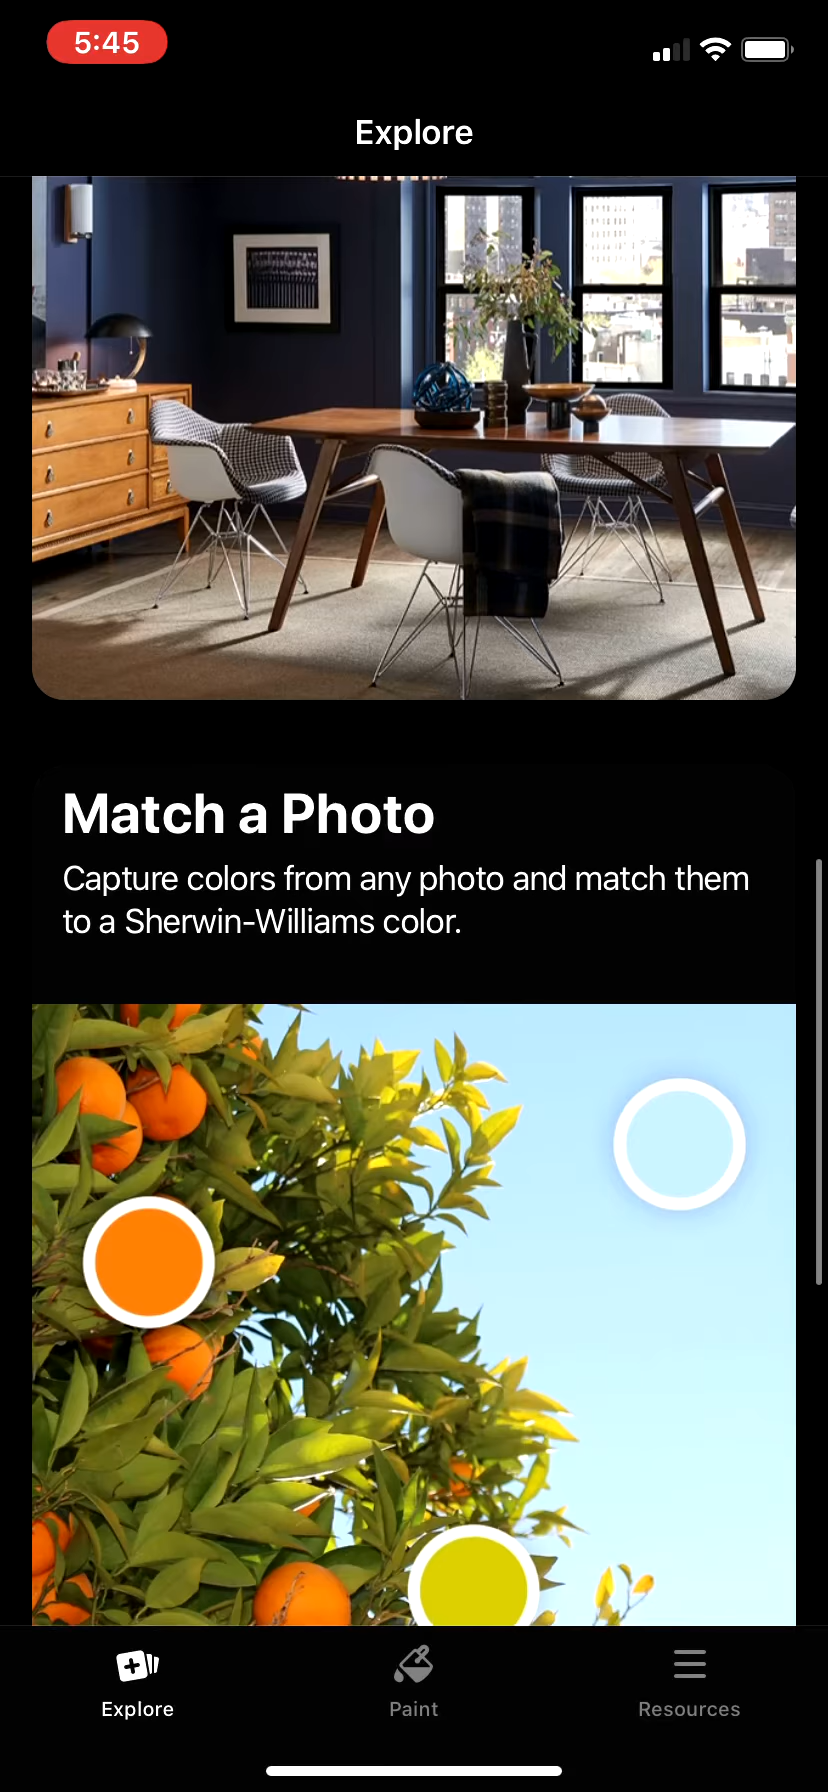 5:45
Explore
Match a Photo
Capture colors from any photo and match them
to a Sherwin-Williams color.
Explore
Paint
Resources